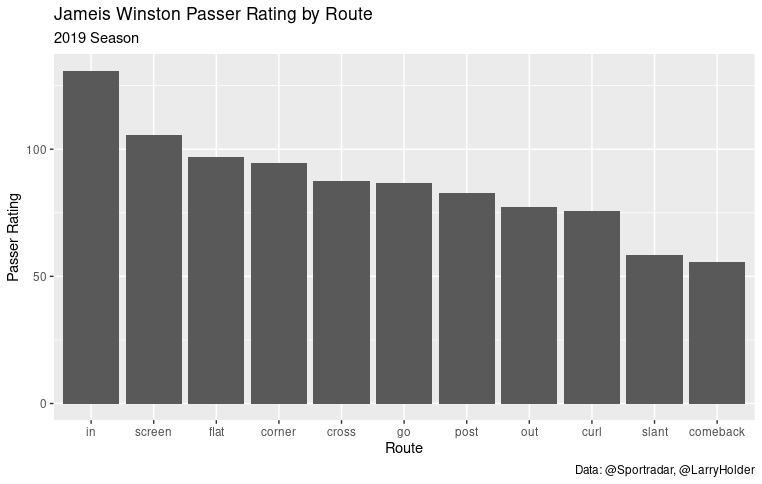 Jameis Winston Passer Rating by Route
2019 Season
Passer Rating
100
50
0
in screen flat corner cross go post out curl slant comeback
Route
Data: @Sportradar, @LarryHolder